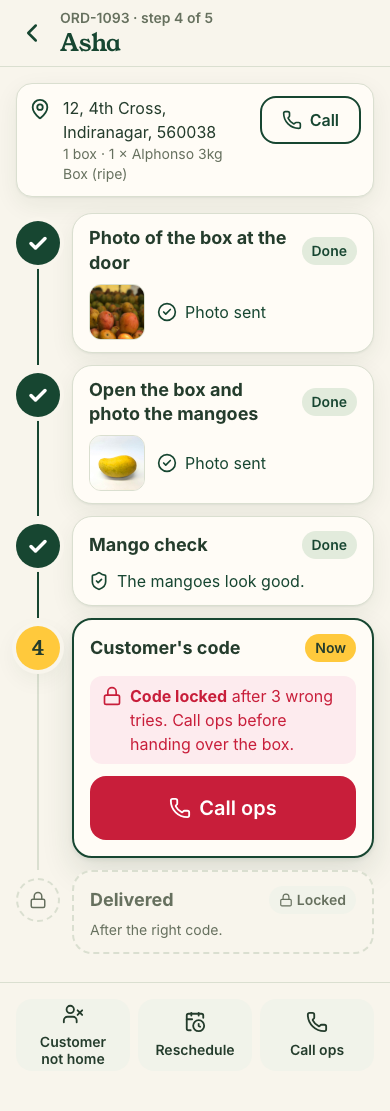 ORD-1093 · step 4 of 5
Asha
12, 4th Cross,
Indiranagar, 560038
1 box · 1 × Alphonso 3kg
Box (ripe)
Call
Photo of the box at the
door
Done
Photo sent
Open the box and
photo the mangoes
Done
Photo sent
Mango check
Done
The mangoes look good.
4
Customer's code
Now
Code locked after 3 wrong
tries. Call ops before
handing over the box.
Call ops
Delivered
Locked
After the right code.
Customer
not home
Reschedule
Call ops